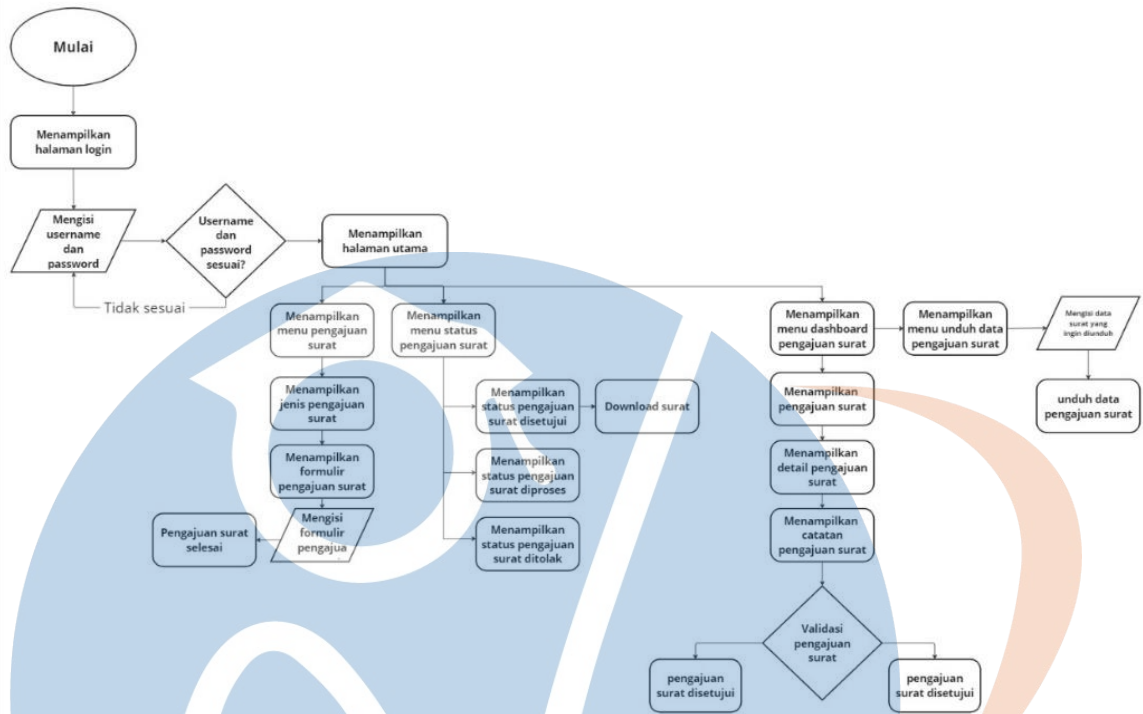 Mulai
Menampilkan
halaman login
Mengisi
username
dan
password
Username
dan
password
sesuai?
Menampilkan
halaman utama
Tidak sesuai
Menampilkan
menu pengajuan
surat
Menampilkan
menu status
pengajuan surat
Menampilkan
menu dashboard
pengajuan surat
Menampilkan
menu unduh data
pengajuan surat
Mengisi data
surat yang
ingin diunduh
Menampilkan
jenis pengajuan
surat
Menampilkan
status pengajuan
surat disetujui
Download surat
Menampilkan
pengajuan surat
unduh data
pengajuan surat
Menampilkan
formulir
pengajuan surat
Menampilkan
status pengajuan
surat diproses
Menampilkan
detail pengajuan
surat
Pengajuan surat
selesai
Mengisi
formulir
pengajua
Menampilkan
status pengajuan
surat ditolak
Menampilkan
catatan
pengajuan surat
Validasi
pengajuan
surat
pengajuan
surat disetujui
pengajuan
surat disetujui